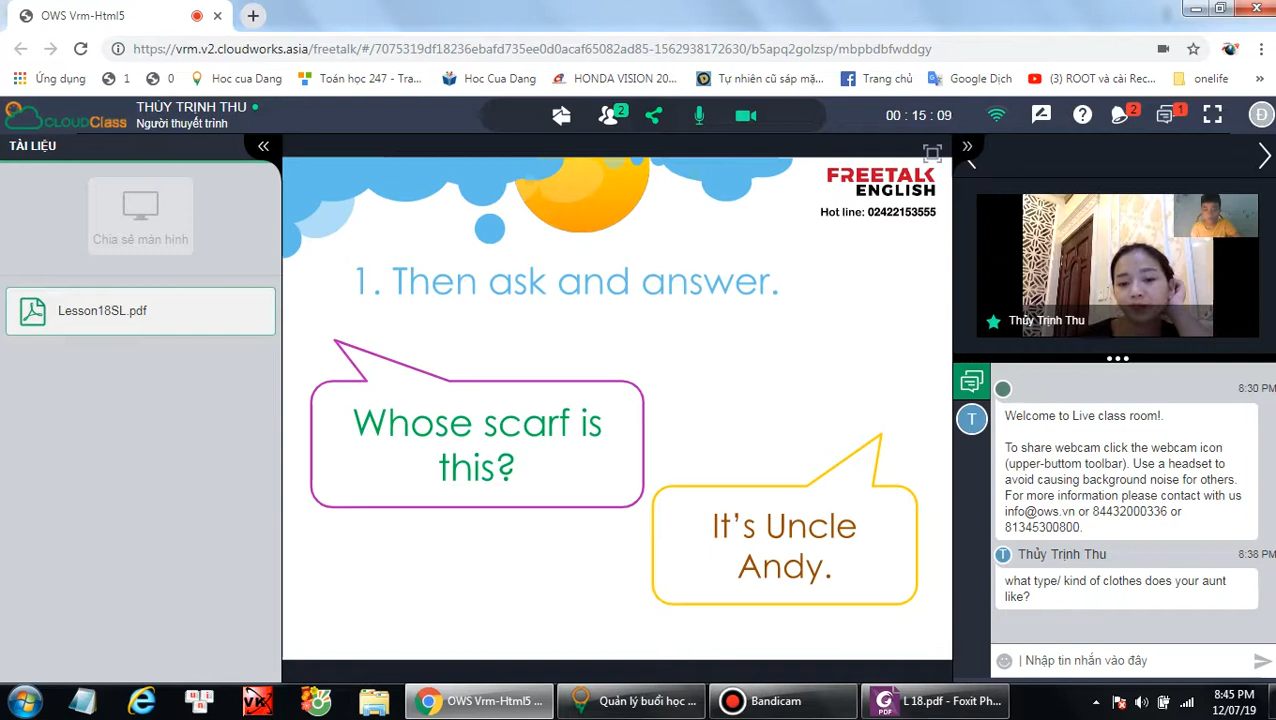 OWS Vrm-Html5
https://vrm.v2.cloudworks.asia/freetalk/#/7075319df18236ebafd735ee0d0acaf65082ad85-1562938172630/b5apq2golzsp/mbpbdbfwddgy
Ứng dụng 1 0 Hoc cua Dang Toán học 247 - Tra... Học Cua Dang HONDA VISION 20... Tự nhiên cũ sáp mặ... Trang chủ Google Dịch (3) ROOT và cài Rec... onelife »
CLOUDCLass
THỦY TRỊNH THU
Người thuyết trình
2
00 : 15 : 09
2
1
Đ
TÀI LIỆU
Chia sẻ màn hình
Lesson18SL.pdf
FREETALK
ENGLISH
Hot line: 02422153555
1. Then ask and answer.
Whose scarf is
this?
It’s Uncle
Andy.
Thủy Trịnh Thu
8:30 PM
T
Welcome to Live class room!.
To share webcam click the webcam icon
(upper-buttom toolbar). Use a headset to
avoid causing background noise for others.
For more information please contact with us
info@ows.vn or 84432000336 or
81345300800.
T Thủy Trịnh Thu 8:38 PM
what type/ kind of clothes does your aunt
like?
Nhập tin nhắn vào đây
OWS Vrm-Html5 ... Quản lý buổi học ... Bandicam L 18.pdf - Foxit Ph...
8:45 PM
12/07/19